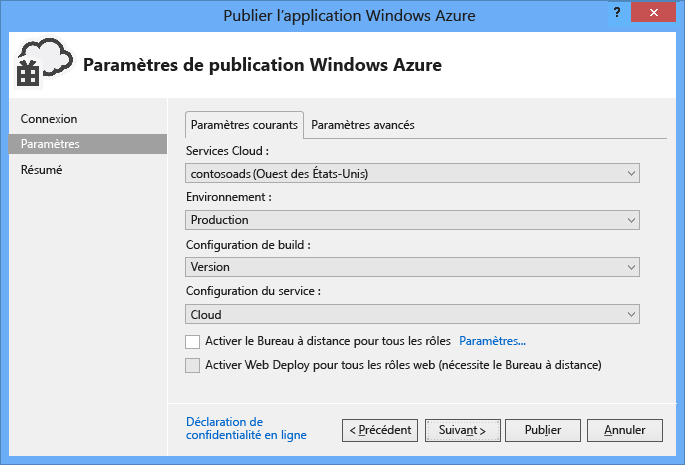 Publier l'application Windows Azure
?
Paramètres de publication Windows Azure
Connexion
Paramètres
Résumé
Paramètres courants
Paramètres avancés
Services Cloud :
contosoads (Ouest des États-Unis)
Environnement :
Production
Configuration de build :
Version
Configuration du service :
Cloud
Activer le Bureau à distance pour tous les rôles Paramètres...
Activer Web Deploy pour tous les rôles web (nécessite le Bureau à distance)
Déclaration de
confidentialité en ligne
< Précédent
Suivant >
Publier
Annuler